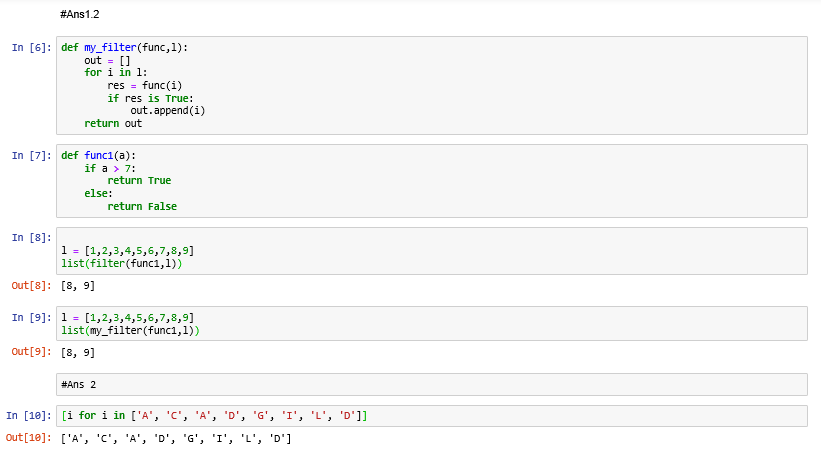 #Ans1.2
In [6]: def my_filter(func,l):
    out = []
    for i in l:
        res = func(i)
        if res is True:
            out.append(i)
    return out
In [7]: def func1(a):
    if a > 7:
        return True
    else:
        return False
In [8]:
l = [1,2,3,4,5,6,7,8,9]
list(filter(func1,l))
Out[8]: [8, 9]
In [9]: l = [1,2,3,4,5,6,7,8,9]
list(my_filter(func1,l))
Out[9]: [8, 9]
#Ans 2
In [10]: [i for i in ['A', 'C', 'A', 'D', 'G', 'I', 'L', 'D']]
Out[10]: ['A', 'C', 'A', 'D', 'G', 'I', 'L', 'D']